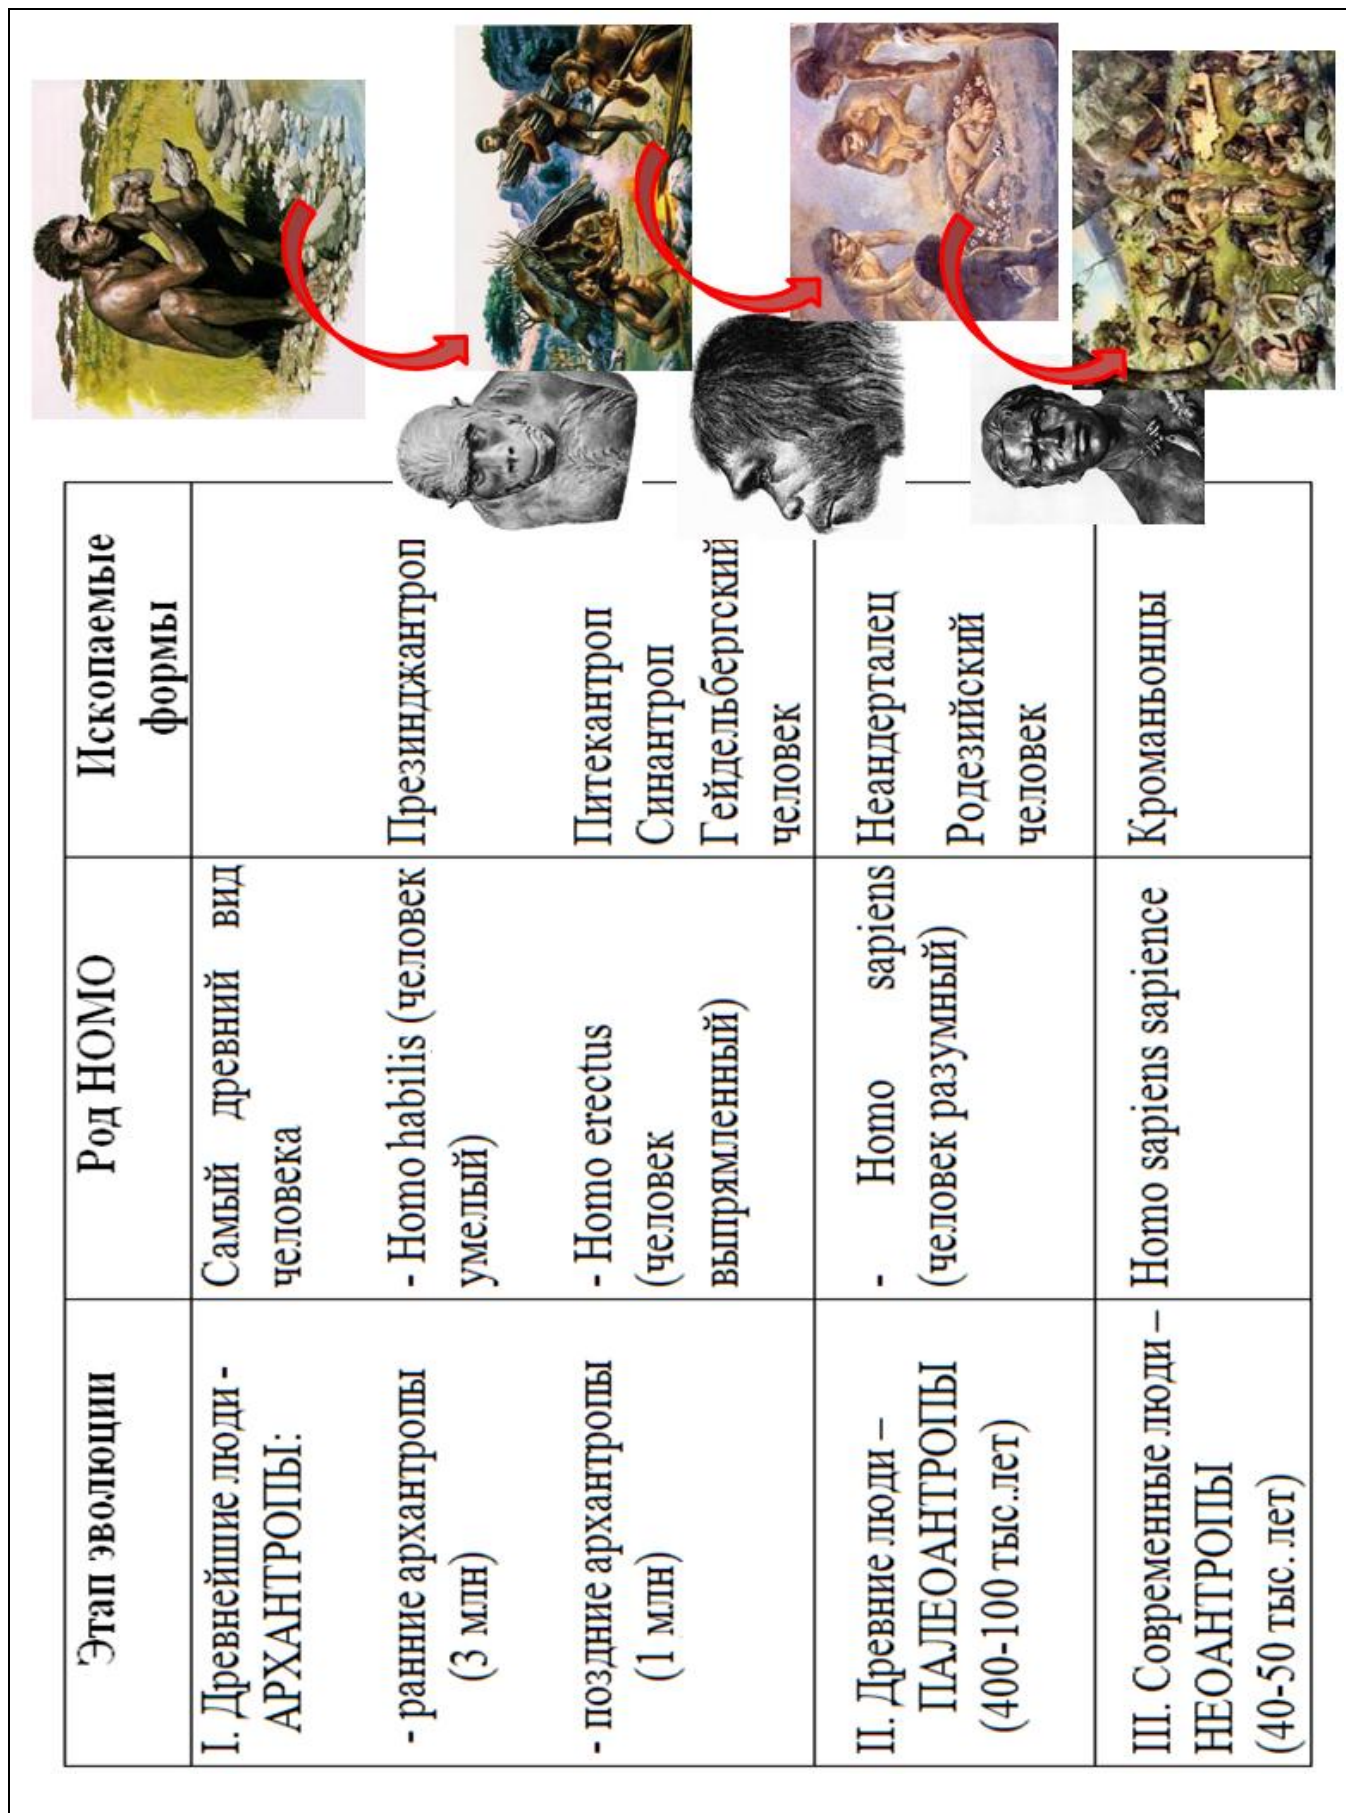 Этап эволюции
Род HOMO
Ископаемые
формы
I. Древнейшие люди -
АРХАНТРОПЫ:
Самый древний вид
человека
- ранние архантропы
(3 млн)
- Homo habilis (человек
умелый)
Презинджантроп
- поздние архантропы
(1 млн)
- Homo erectus
(человек
выпрямленный)
Питекантроп
Синантроп
Гейдельбергский
человек
II. Древние люди –
ПАЛЕОАНТРОПЫ
(400-100 тыс.лет)
- Homo sapiens
(человек разумный)
Неандерталец
Родезийский
человек
III. Современные люди –
НЕОАНТРОПЫ
(40-50 тыс. лет)
Homo sapiens sapience
Кроманьонцы